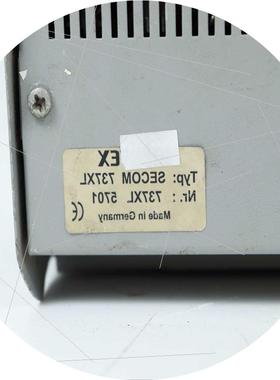 EX
Typ: SECOM 737XL
Nr.: 737XL 5701
CE Made in Germany